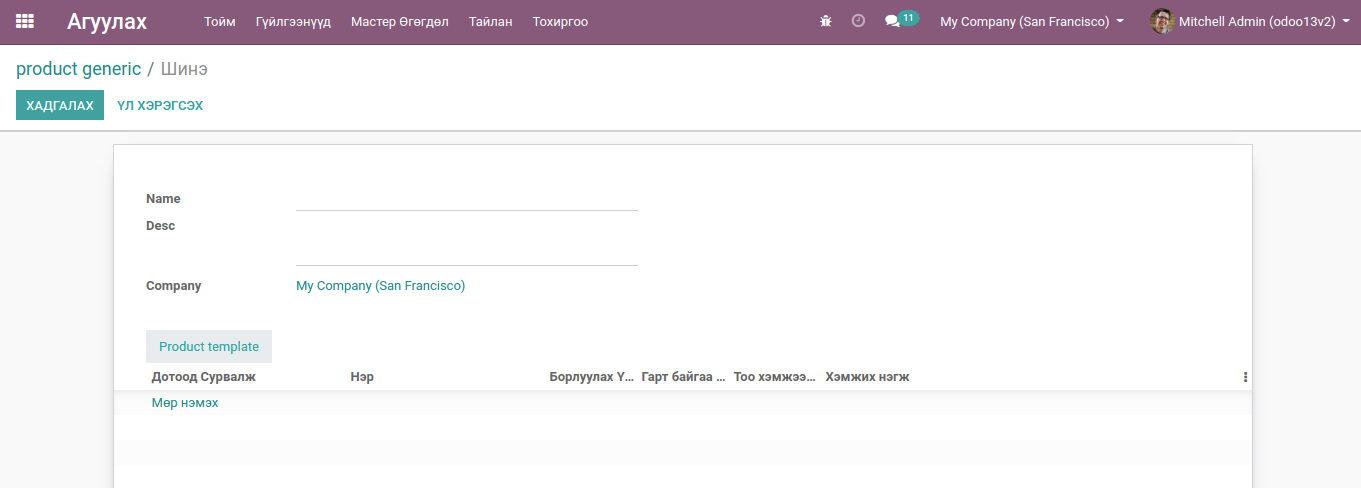 Агуулах Тойм Гүйлгээнүүд Мастер Өгөгдөл Тайлан Тохиргоо 11 My Company (San Francisco) Mitchell Admin (odoo13v2)
product generic / Шинэ
ХАДГАЛАХ ҮЛ ХЭРЭГСЭХ
Name
Desc
Company My Company (San Francisco)
Product template
Дотоод Сурвалж Нэр Борлуулах Ү... Гарт байгаа ... Тоо хэмжээ... Хэмжих нэгж
Мөр нэмэх